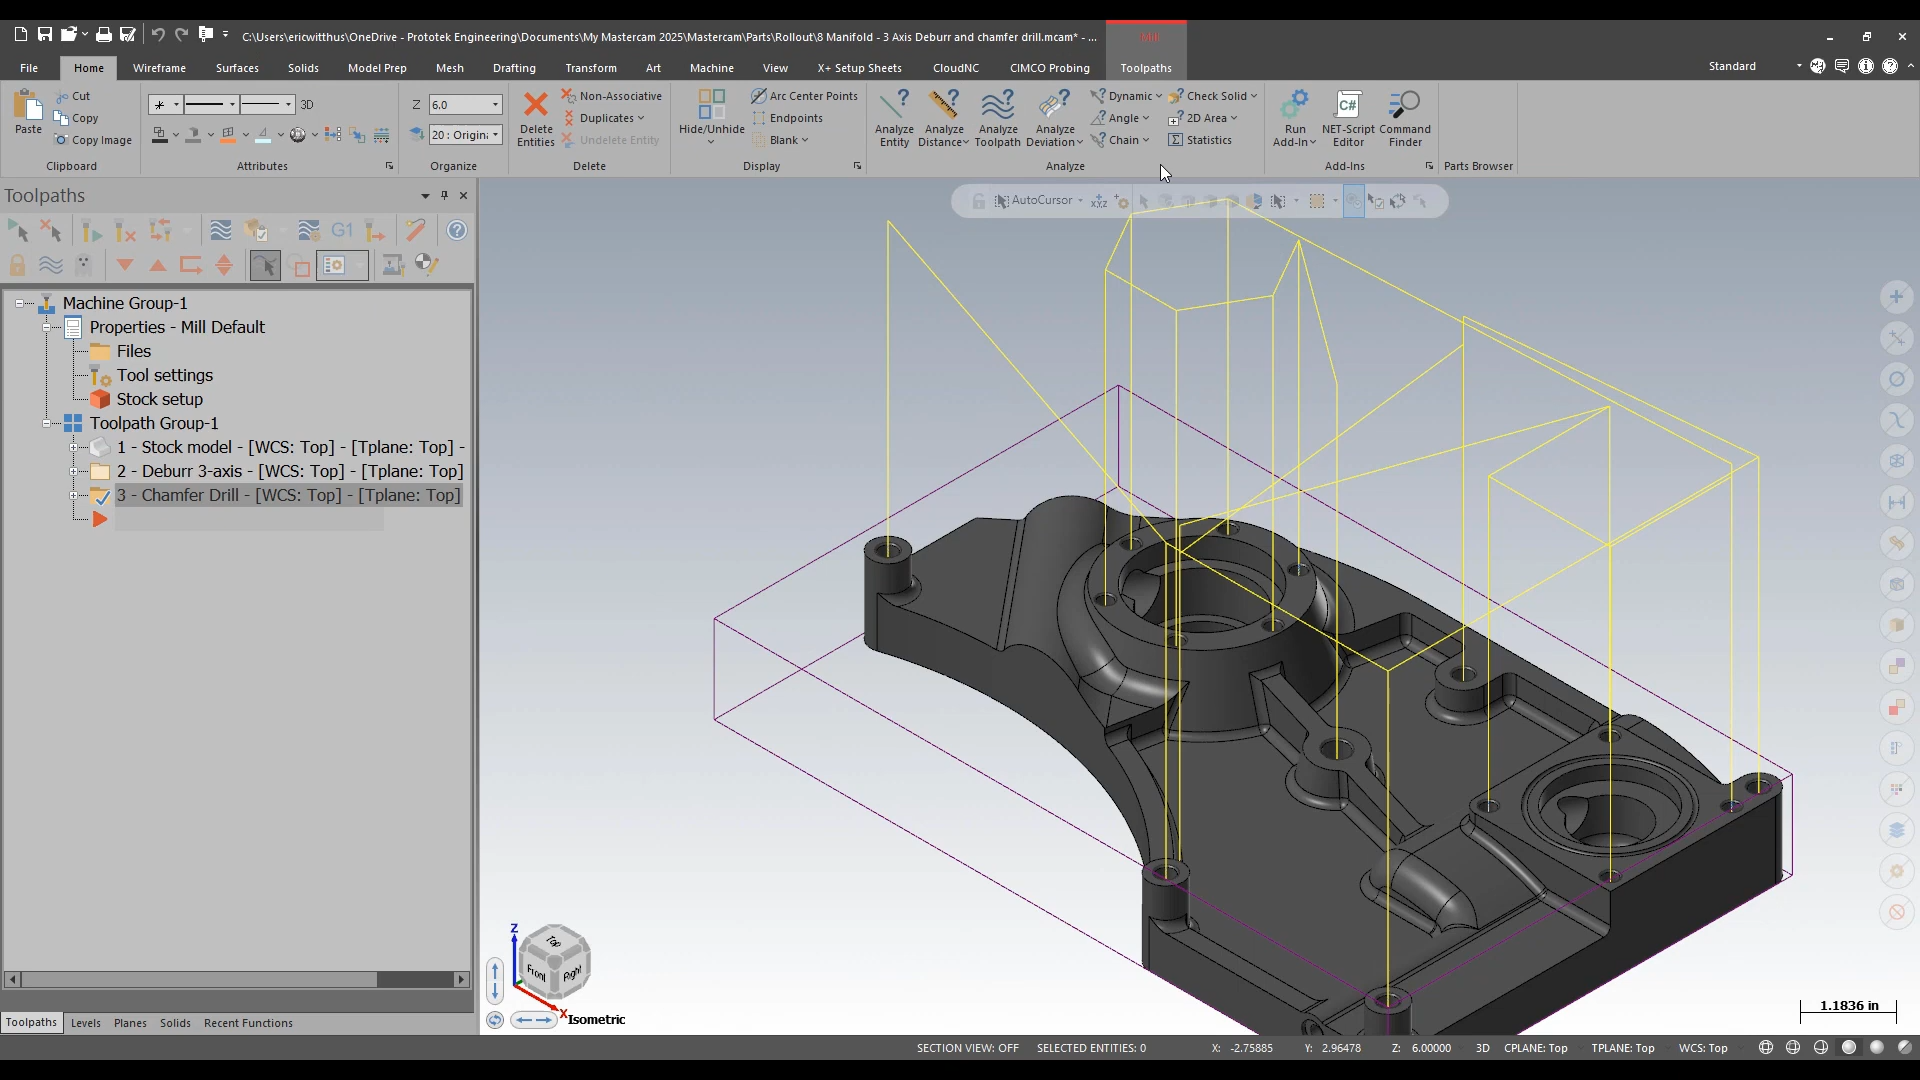 C:\Users\ericwitthus\OneDrive - Prototek Engineering\Documents\My Mastercam 2025\Mastercam\Parts\Rollout\8 Manifold - 3 Axis Deburr and chamfer drill.mcam* - ...
Mill
File Home Wireframe Surfaces Solids Model Prep Mesh Drafting Transform Art Machine View X+ Setup Sheets CloudNC CIMCO Probing Toolpaths Standard
Paste
Cut
Copy
Copy Image
Clipboard
3D
Attributes
Z 6.0
20 : Origin:
Organize
Delete Entities
Non-Associative
Duplicates
Undelete Entity
Delete
Hide/Unhide
Arc Center Points
Endpoints
Blank
Display
Analyze Entity
Analyze Distance
Analyze Toolpath
Analyze Deviation
Dynamic
Angle
Chain
Check Solid
2D Area
Statistics
Analyze
Run Add-In
C#
NET-Script Editor
Command Finder
Add-Ins
Parts Browser
Toolpaths
AutoCursor
G1
Machine Group-1
Properties - Mill Default
Files
Tool settings
Stock setup
Toolpath Group-1
1 - Stock model - [WCS: Top] - [Tplane: Top] -
2 - Deburr 3-axis - [WCS: Top] - [Tplane: Top]
3 - Chamfer Drill - [WCS: Top] - [Tplane: Top]
Z
Top
Front
Right
X
Isometric
1.1836 in
Toolpaths Levels Planes Solids Recent Functions
SECTION VIEW: OFF SELECTED ENTITIES: 0 X: -2.75885 Y: 2.96478 Z: 6.00000 3D CPLANE: Top TPLANE: Top WCS: Top